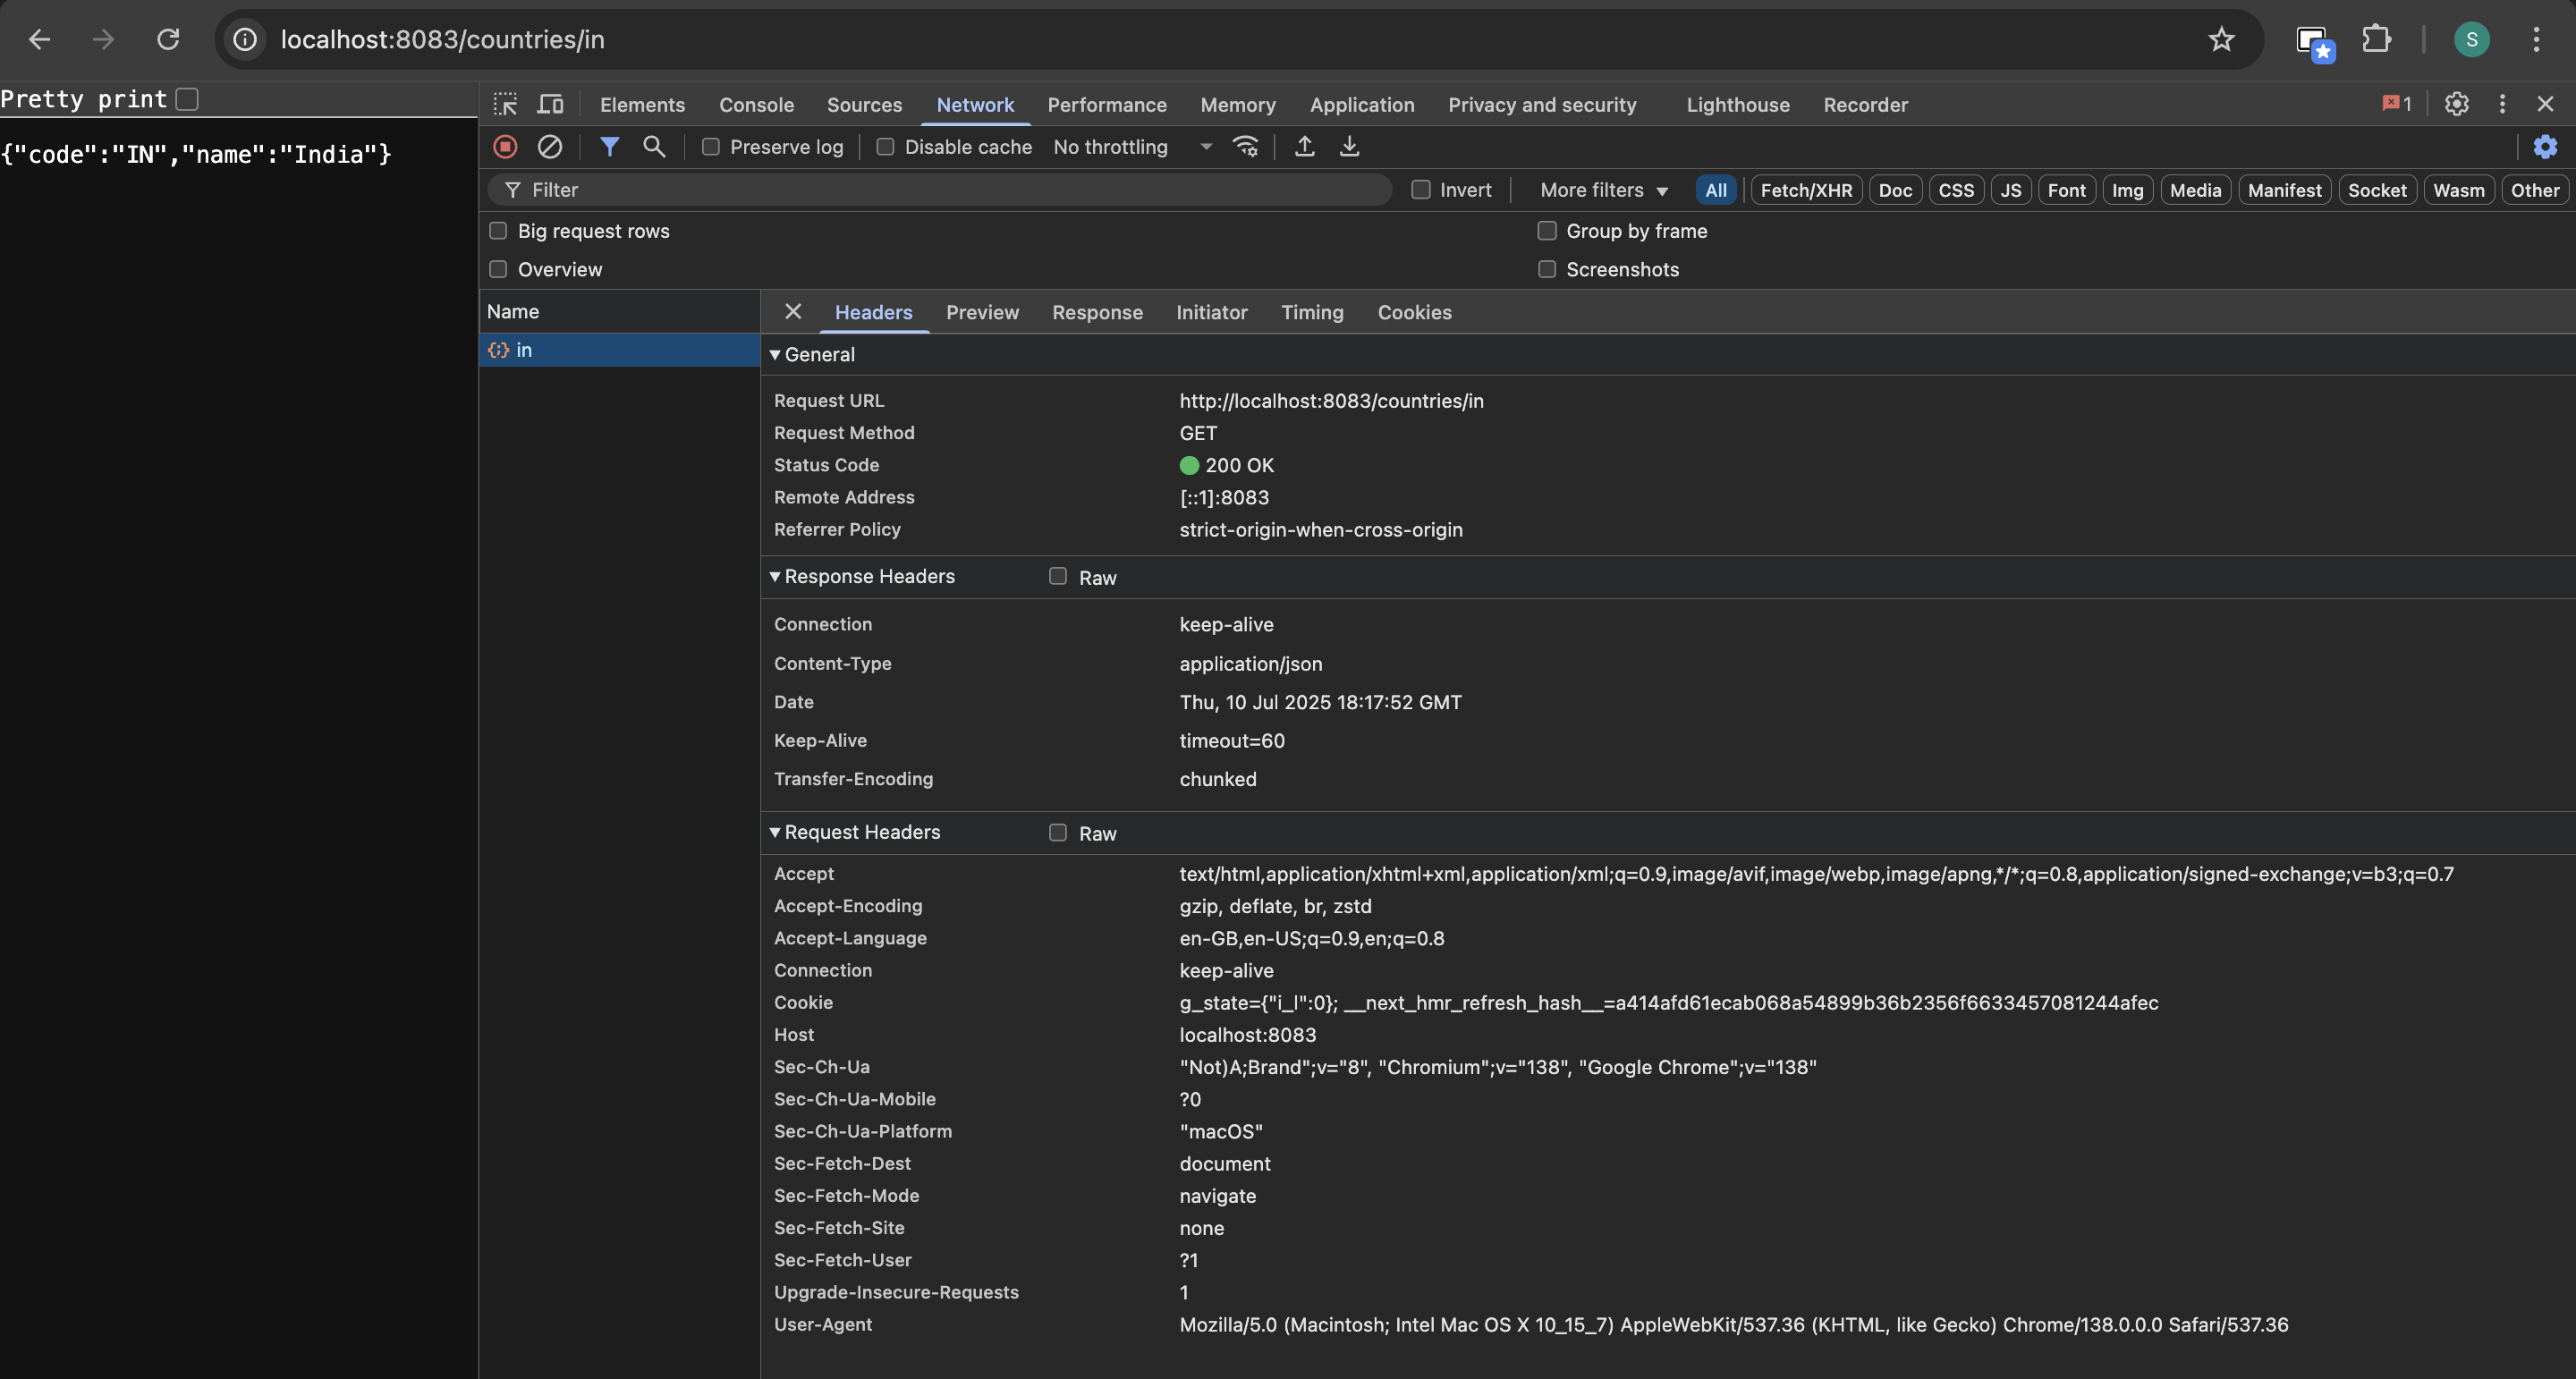 localhost:8083/countries/in
S
Pretty print
{"code":"IN","name":"India"}
Elements Console Sources Network Performance Memory Application Privacy and security Lighthouse Recorder 1
Preserve log Disable cache No throttling
Filter Invert More filters All Fetch/XHR Doc CSS JS Font Img Media Manifest Socket Wasm Other
Big request rows Group by frame
Overview Screenshots
Name
{;} in
Headers Preview Response Initiator Timing Cookies
General
Request URL http://localhost:8083/countries/in
Request Method GET
Status Code 200 OK
Remote Address [::1]:8083
Referrer Policy strict-origin-when-cross-origin
Response Headers Raw
Connection keep-alive
Content-Type application/json
Date Thu, 10 Jul 2025 18:17:52 GMT
Keep-Alive timeout=60
Transfer-Encoding chunked
Request Headers Raw
Accept text/html,application/xhtml+xml,application/xml;q=0.9,image/avif,image/webp,image/apng,*/*;q=0.8,application/signed-exchange;v=b3;q=0.7
Accept-Encoding gzip, deflate, br, zstd
Accept-Language en-GB,en-US;q=0.9,en;q=0.8
Connection keep-alive
Cookie g_state={"i_l":0}; __next_hmr_refresh_hash__=a414afd61ecab068a54899b36b2356f6633457081244afec
Host localhost:8083
Sec-Ch-Ua "Not)A;Brand";v="8", "Chromium";v="138", "Google Chrome";v="138"
Sec-Ch-Ua-Mobile ?0
Sec-Ch-Ua-Platform "macOS"
Sec-Fetch-Dest document
Sec-Fetch-Mode navigate
Sec-Fetch-Site none
Sec-Fetch-User ?1
Upgrade-Insecure-Requests 1
User-Agent Mozilla/5.0 (Macintosh; Intel Mac OS X 10_15_7) AppleWebKit/537.36 (KHTML, like Gecko) Chrome/138.0.0.0 Safari/537.36